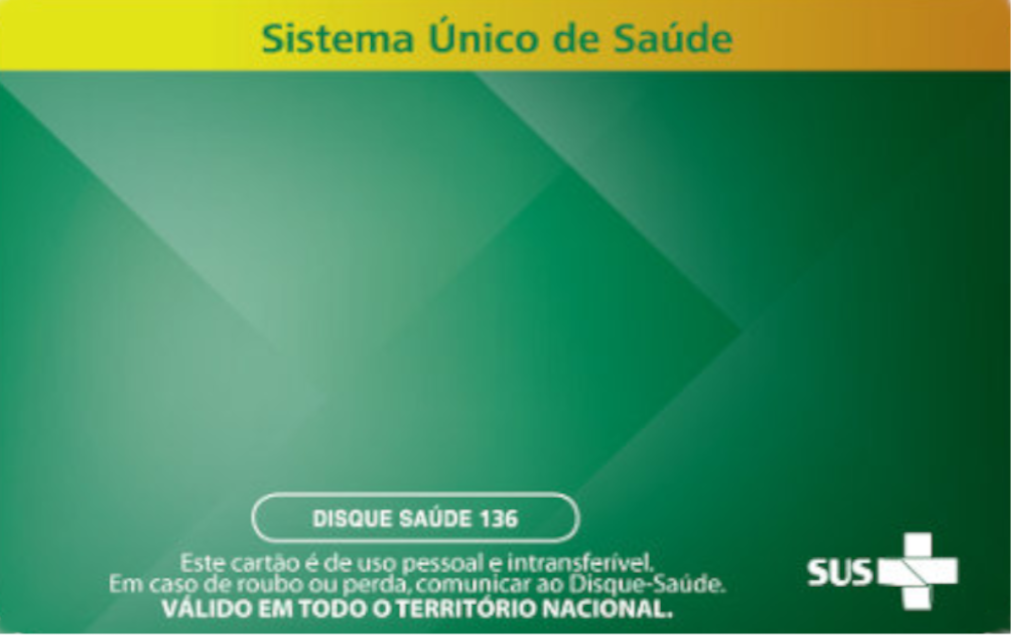 Sistema Único de Saúde
DISQUE SAÚDE 136
Este cartão é de uso pessoal e intransferível.
Em caso de roubo ou perda, comunicar ao Disque-Saúde.
VÁLIDO EM TODO O TERRITÓRIO NACIONAL.
SUS